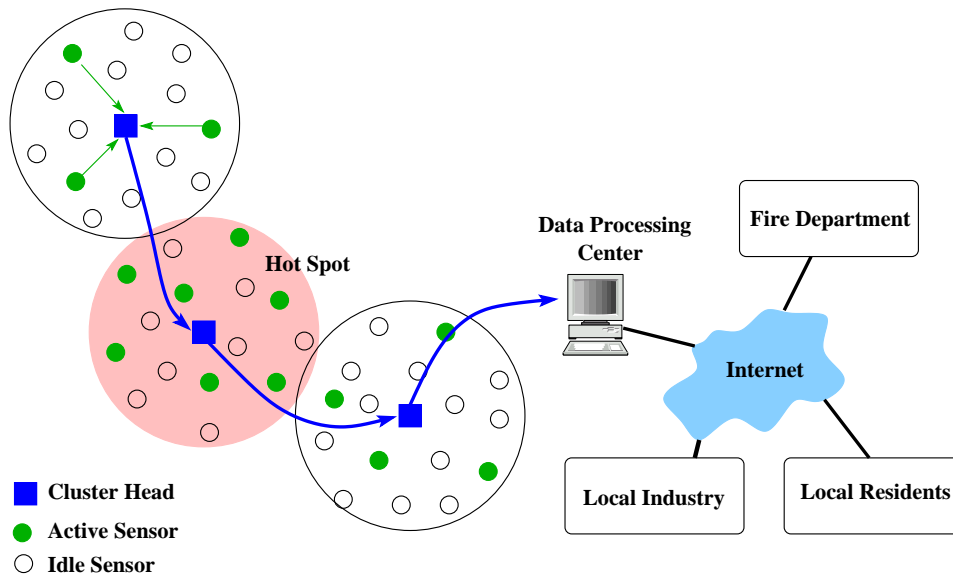 Fire Department
Data Processing
Center
Hot Spot
Internet
Cluster Head
Active Sensor
Idle Sensor
Local Industry
Local Residents